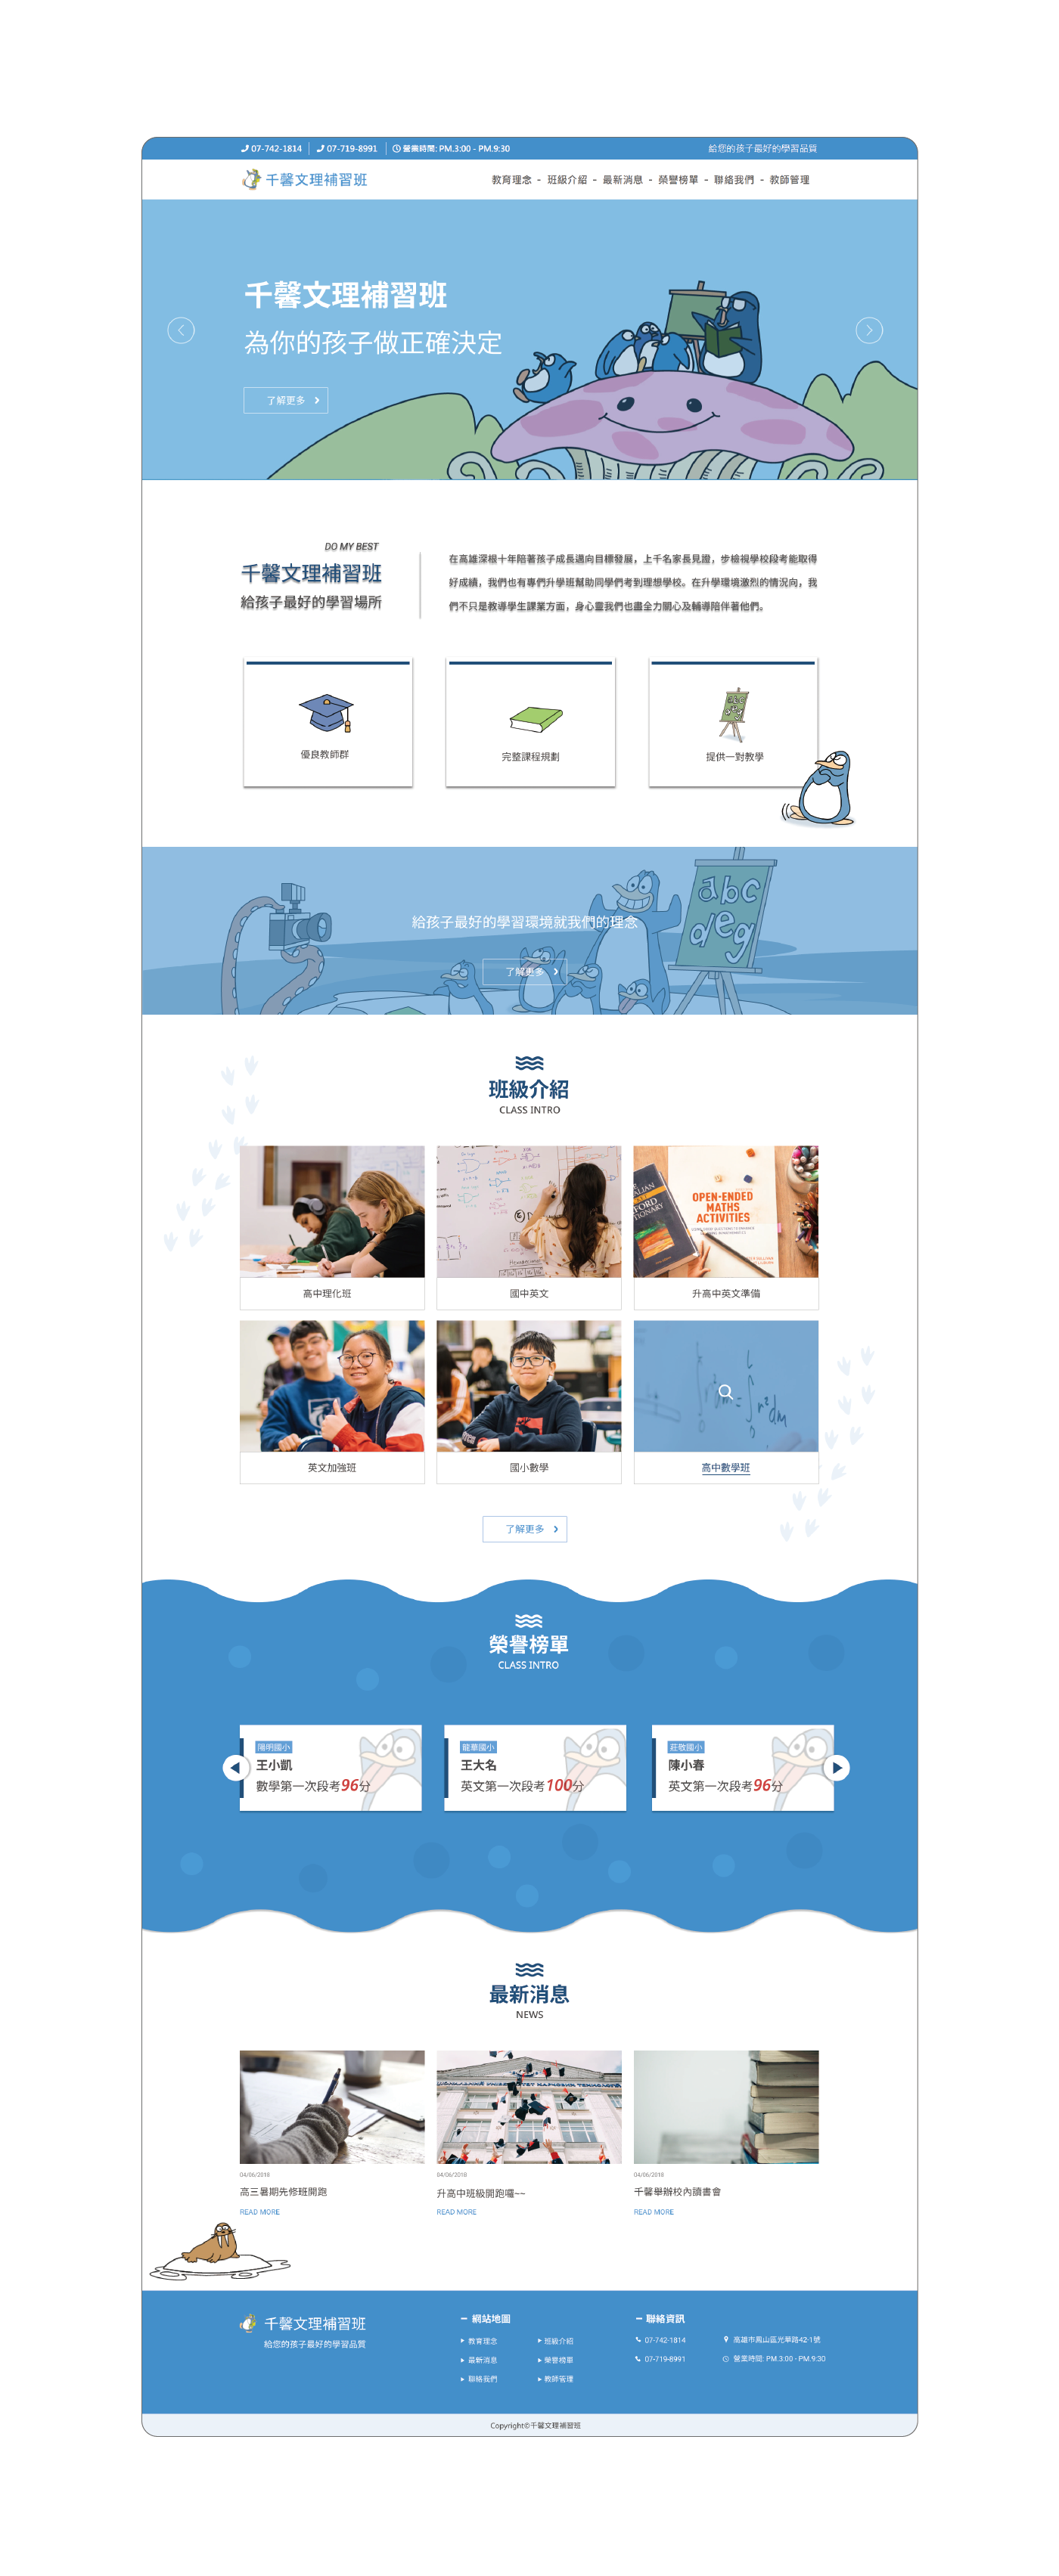 07-742-1814 | 07-719-8991 | 營業時間: PM.3:00 - PM.9:30
給您的孩子最好的學習品質
千馨文理補習班
教育理念 - 班級介紹 - 最新消息 - 榮譽榜單 - 聯絡我們 - 教師管理
千馨文理補習班
為你的孩子做正確決定
了解更多
DO MY BEST
千馨文理補習班
給孩子最好的學習場所
在高雄深根十年陪著孩子成長邁向目標發展，上千名家長見證，步檢視學校段考能取得
好成績，我們也有專門升學班幫助同學們考到理想學校。在升學環境激烈的情況向，我
們不只是教導學生課業方面，身心靈我們也盡全力關心及輔導陪伴著他們。
優良教師群
完整課程規劃
提供一對教學
abc
deg
給孩子最好的學習環境就我們的理念
了解更多
班級介紹
CLASS INTRO
OPEN-ENDED
MATHS
ACTIVITIES
高中理化班
國中英文
升高中英文準備
英文加強班
國小數學
高中數學班
了解更多
榮譽榜單
CLASS INTRO
陽明國小
王小凱
數學第一次段考96分
龍華國小
王大名
英文第一次段考100分
莊敬國小
陳小春
英文第一次段考96分
最新消息
NEWS
04/06/2018
高三暑期先修班開跑
READ MORE
04/06/2018
升高中班級開跑囉~~
READ MORE
04/06/2018
千馨舉辦校內讀書會
READ MORE
千馨文理補習班
給您的孩子最好的學習品質
網站地圖
教育理念
班級介紹
最新消息
榮譽榜單
聯絡我們
教師管理
聯絡資訊
07-742-1814
高雄市鳳山區光華路42-1號
07-719-8991
營業時間: PM.3:00 - PM.9:30
Copyright©千馨文理補習班